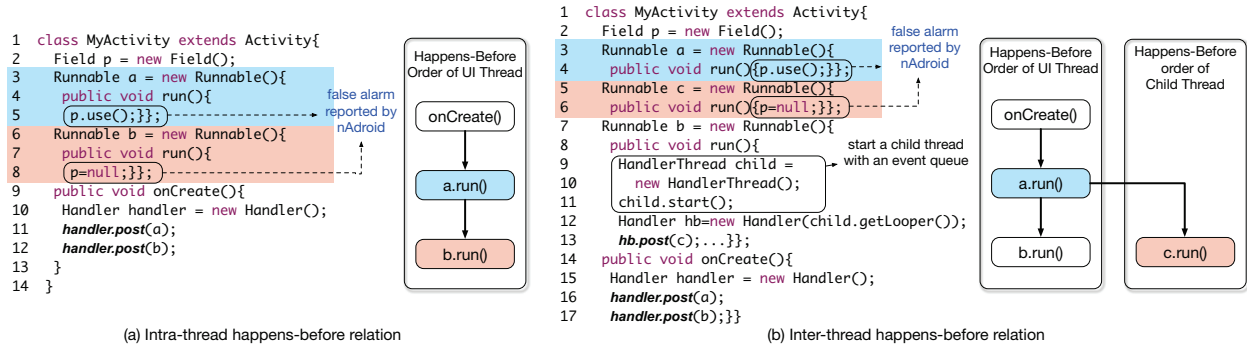 1 class MyActivity extends Activity{
2 Field p = new Field();
3 Runnable a = new Runnable(){
4 public void run(){
5 p.use();}};
6 Runnable b = new Runnable(){
7 public void run(){
8 p=null;}};
9 public void onCreate(){
10 Handler handler = new Handler();
11 handler.post(a);
12 handler.post(b);
13 }
14 }
false alarm
reported by
nAdroid
Happens-Before
Order of UI Thread
onCreate()
a.run()
b.run()
(a) Intra-thread happens-before relation
1 class MyActivity extends Activity{
2 Field p = new Field();
3 Runnable a = new Runnable(){
4 public void run(){p.use();}};
5 Runnable c = new Runnable(){
6 public void run(){p=null;}};
7 Runnable b = new Runnable(){
8 public void run(){
9 HandlerThread child =
10 new HandlerThread();
11 child.start();
12 Handler hb=new Handler(child.getLooper());
13 hb.post(c);...}};
14 public void onCreate(){
15 Handler handler = new Handler();
16 handler.post(a);
17 handler.post(b);}}
false alarm
reported by
nAdroid
start a child thread
with an event queue
Happens-Before
Order of UI Thread
onCreate()
a.run()
b.run()
Happens-Before
order of
Child Thread
c.run()
(b) Inter-thread happens-before relation